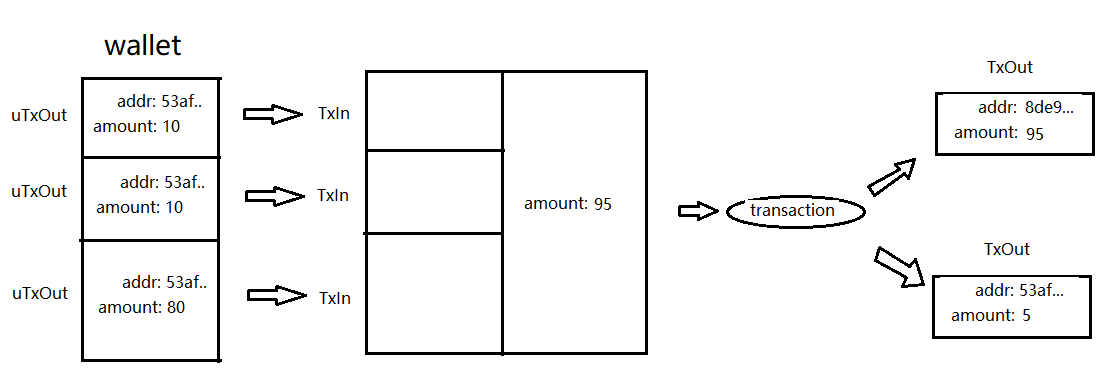 wallet
uTxOut
addr: 53af..
amount: 10
TxIn
uTxOut
addr: 53af..
amount: 10
TxIn
uTxOut
addr: 53af..
amount: 80
TxIn
amount: 95
transaction
TxOut
addr: 8de9...
amount: 95
TxOut
addr: 53af...
amount: 5